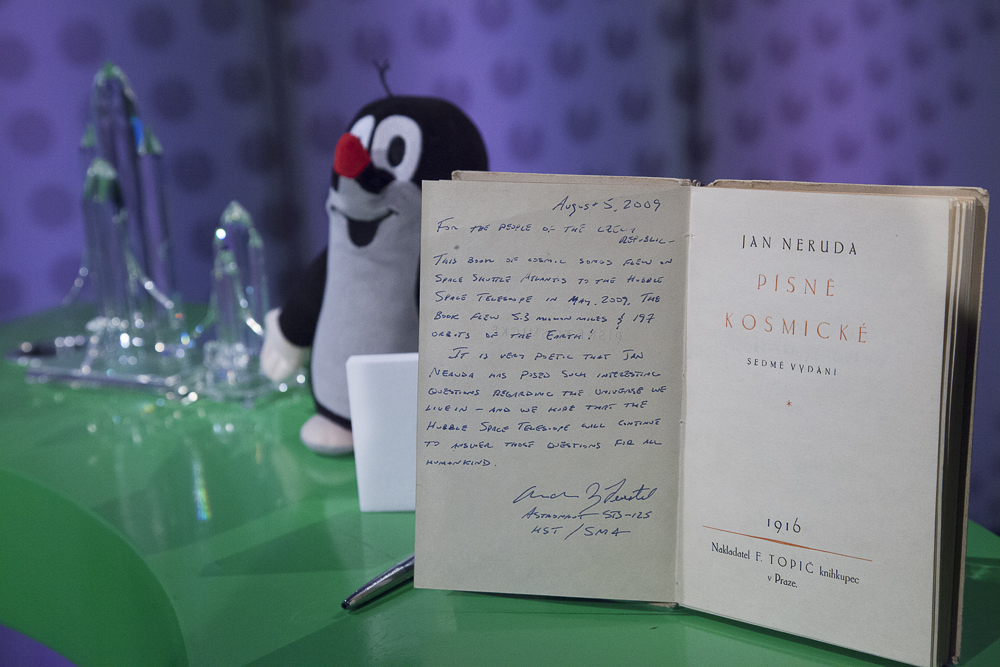 August 5, 2009
For the people of the Czech
Republic –
This book of cosmic songs flew on
Space Shuttle Atlantis to the Hubble
Space Telescope in May, 2009. The
book flew 5.3 million miles & 197
orbits of the Earth!
It is very poetic that Jan
Neruda has posed such interesting
questions regarding the universe we
live in – and we hope that the
Hubble Space Telescope will continue
to answer those questions for all
humankind.
Astronaut STS-125
HST / SM4
JAN NERUDA
PÍSNĚ
KOSMICKÉ
SEDMÉ VYDÁNÍ
*
1916
Nakladatel F. TOPIČ knihkupec
v Praze.